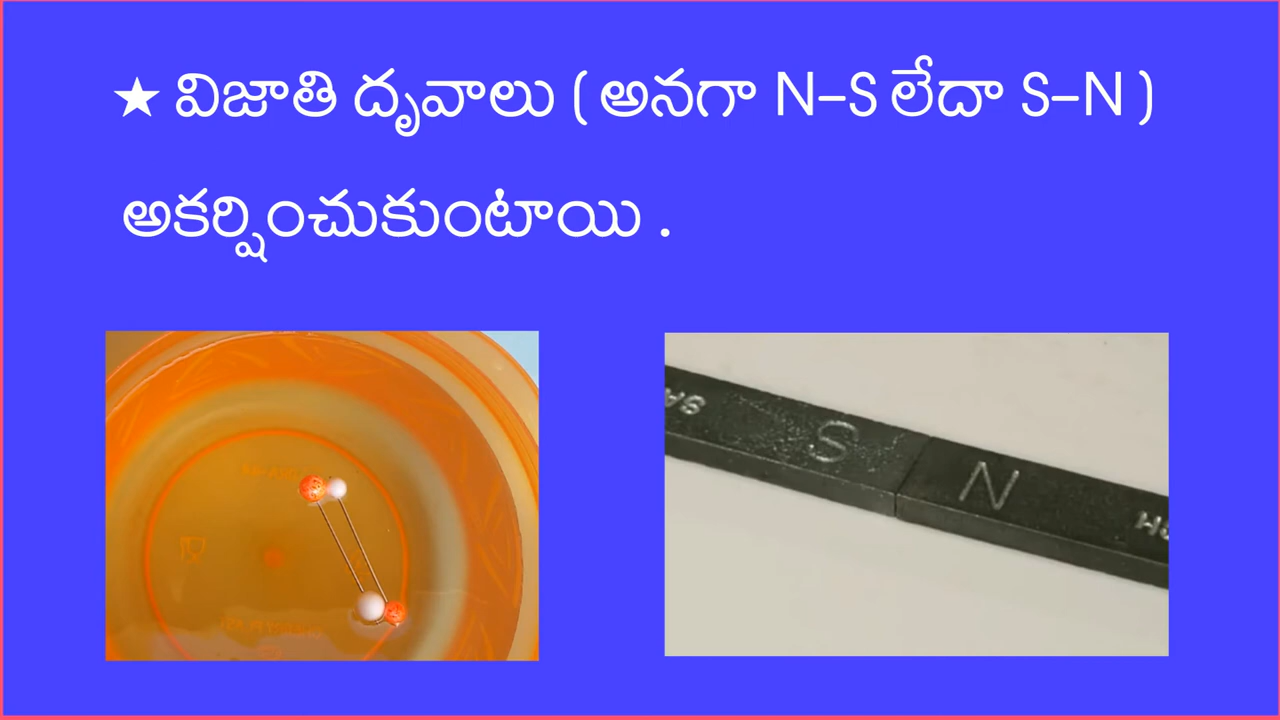 ★ విజాతి దృవాలు ( అనగా N-S లేదా S-N )
అకర్షించుకుంటాయి .
S
N